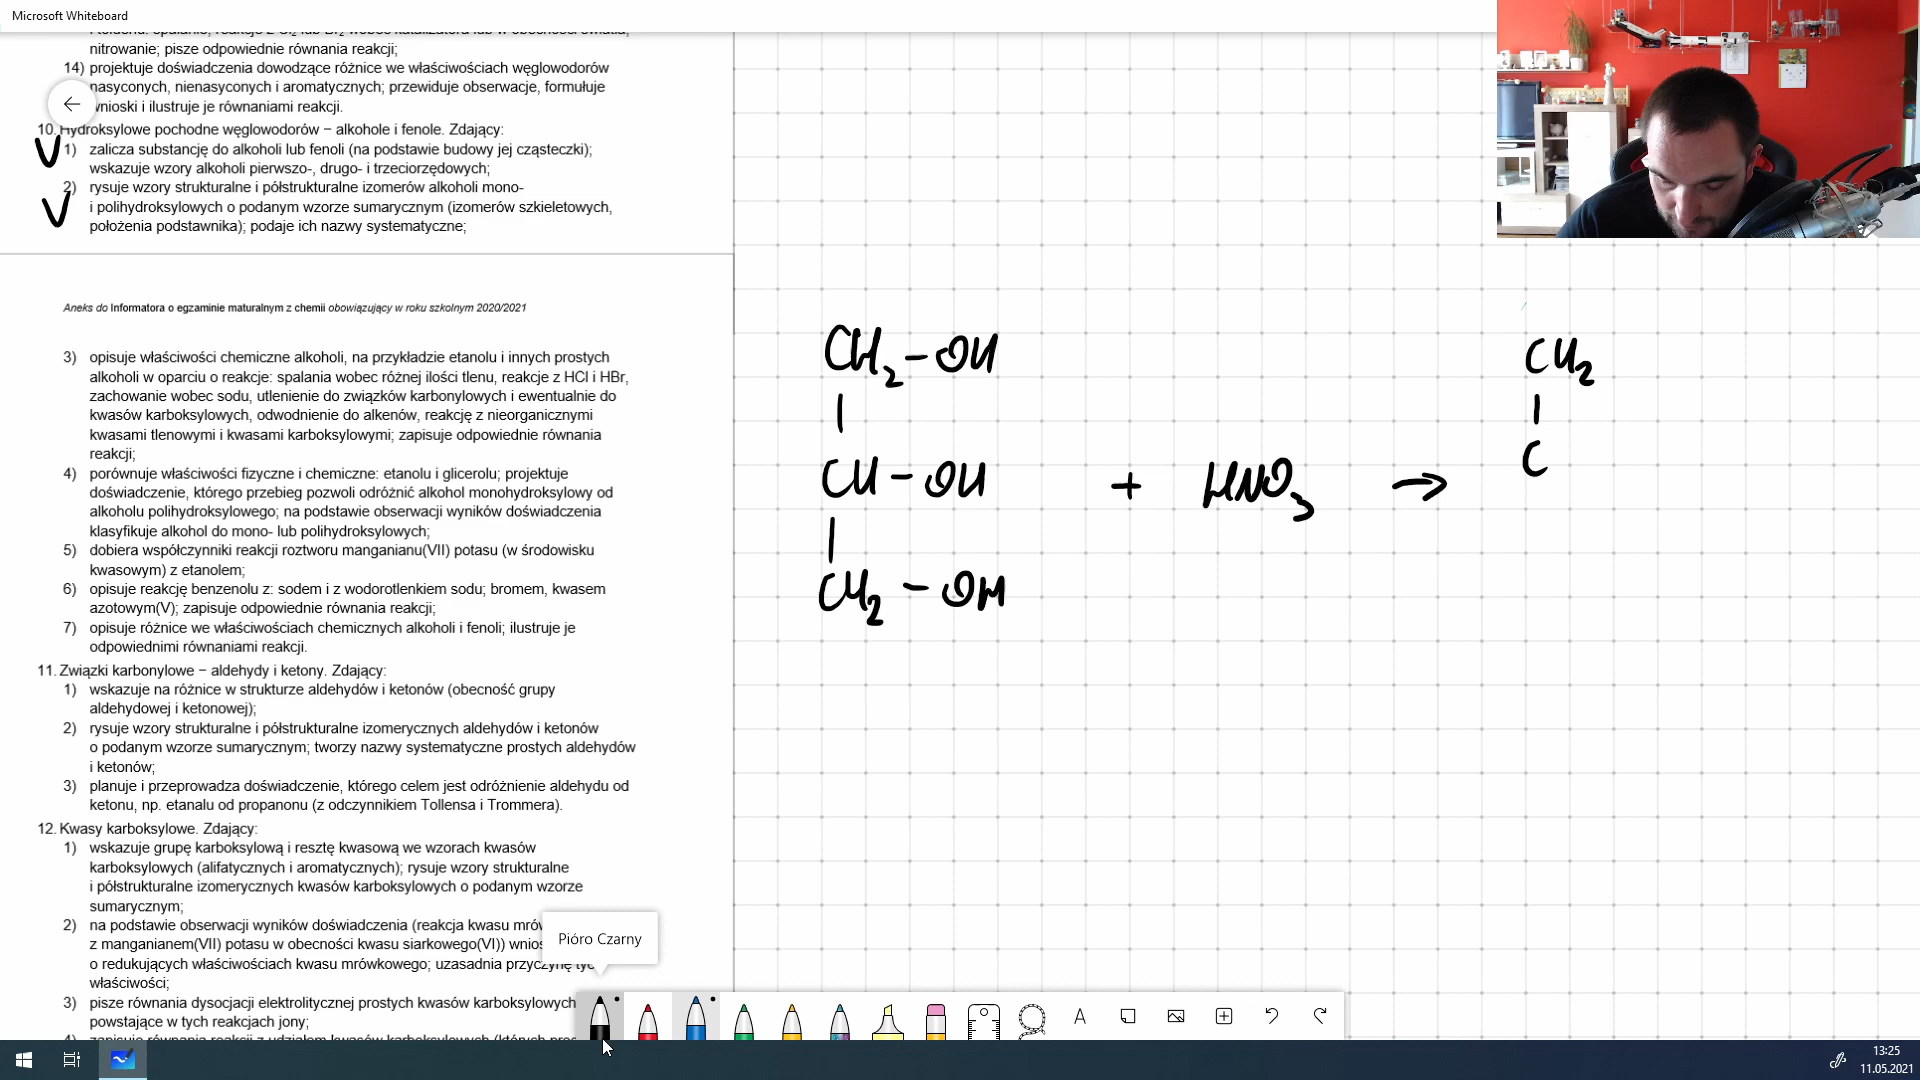 Microsoft Whiteboard
nitrowanie; pisze odpowiednie równania reakcji;
14) projektuje doświadczenia dowodzące różnice we właściwościach węglowodorów
nasyconych, nienasyconych i aromatycznych; przewiduje obserwacje, formułuje
wnioski i ilustruje je równaniami reakcji.
10. Hydroksylowe pochodne węglowodorów − alkohole i fenole. Zdający:
1) zalicza substancję do alkoholi lub fenoli (na podstawie budowy jej cząsteczki);
wskazuje wzory alkoholi pierwszo-, drugo- i trzeciorzędowych;
2) rysuje wzory strukturalne i półstrukturalne izomerów alkoholi mono-
i polihydroksylowych o podanym wzorze sumarycznym (izomerów szkieletowych,
położenia podstawnika); podaje ich nazwy systematyczne;
Aneks do Informatora o egzaminie maturalnym z chemii obowiązujący w roku szkolnym 2020/2021
3) opisuje właściwości chemiczne alkoholi, na przykładzie etanolu i innych prostych
alkoholi w oparciu o reakcje: spalania wobec różnej ilości tlenu, reakcje z HCl i HBr,
zachowanie wobec sodu, utlenienie do związków karbonylowych i ewentualnie do
kwasów karboksylowych, odwodnienie do alkenów, reakcję z nieorganicznymi
kwasami tlenowymi i kwasami karboksylowymi; zapisuje odpowiednie równania
reakcji;
4) porównuje właściwości fizyczne i chemiczne: etanolu i glicerolu; projektuje
doświadczenie, którego przebieg pozwoli odróżnić alkohol monohydroksylowy od
alkoholu polihydroksylowego; na podstawie obserwacji wyników doświadczenia
klasyfikuje alkohol do mono- lub polihydroksylowych;
5) dobiera współczynniki reakcji roztworu manganianu(VII) potasu (w środowisku
kwasowym) z etanolem;
6) opisuje reakcję benzenolu z: sodem i z wodorotlenkiem sodu; bromem, kwasem
azotowym(V); zapisuje odpowiednie równania reakcji;
7) opisuje różnice we właściwościach chemicznych alkoholi i fenoli; ilustruje je
odpowiednimi równaniami reakcji.
11. Związki karbonylowe − aldehydy i ketony. Zdający:
1) wskazuje na różnice w strukturze aldehydów i ketonów (obecność grupy
aldehydowej i ketonowej);
2) rysuje wzory strukturalne i półstrukturalne izomerycznych aldehydów i ketonów
o podanym wzorze sumarycznym; tworzy nazwy systematyczne prostych aldehydów
i ketonów;
3) planuje i przeprowadza doświadczenie, którego celem jest odróżnienie aldehydu od
ketonu, np. etanalu od propanonu (z odczynnikiem Tollensa i Trommera).
12. Kwasy karboksylowe. Zdający:
1) wskazuje grupę karboksylową i resztę kwasową we wzorach kwasów
karboksylowych (alifatycznych i aromatycznych); rysuje wzory strukturalne
i półstrukturalne izomerycznych kwasów karboksylowych o podanym wzorze
sumarycznym;
2) na podstawie obserwacji wyników doświadczenia (reakcja kwasu
z manganianem(VII) potasu w obecności kwasu siarkowego(VI))
o redukujących właściwościach kwasu mrówkowego; uzasadnia przyczynę
właściwości;
3) pisze równania dysocjacji elektrolitycznej prostych kwasów karboksylowych
powstające w tych reakcjach jony;
CH₂ – OH
CH – OH + HNO₃ →
CH₂ – OH
CH₂
C
Pióro Czarny
A
13:25
11.05.2021